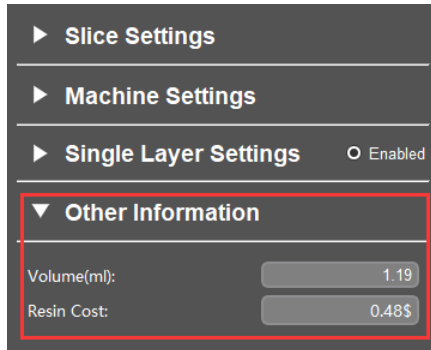 Slice Settings
Machine Settings
Single Layer Settings Enabled
Other Information
Volume(ml): 1.19
Resin Cost: 0.48$